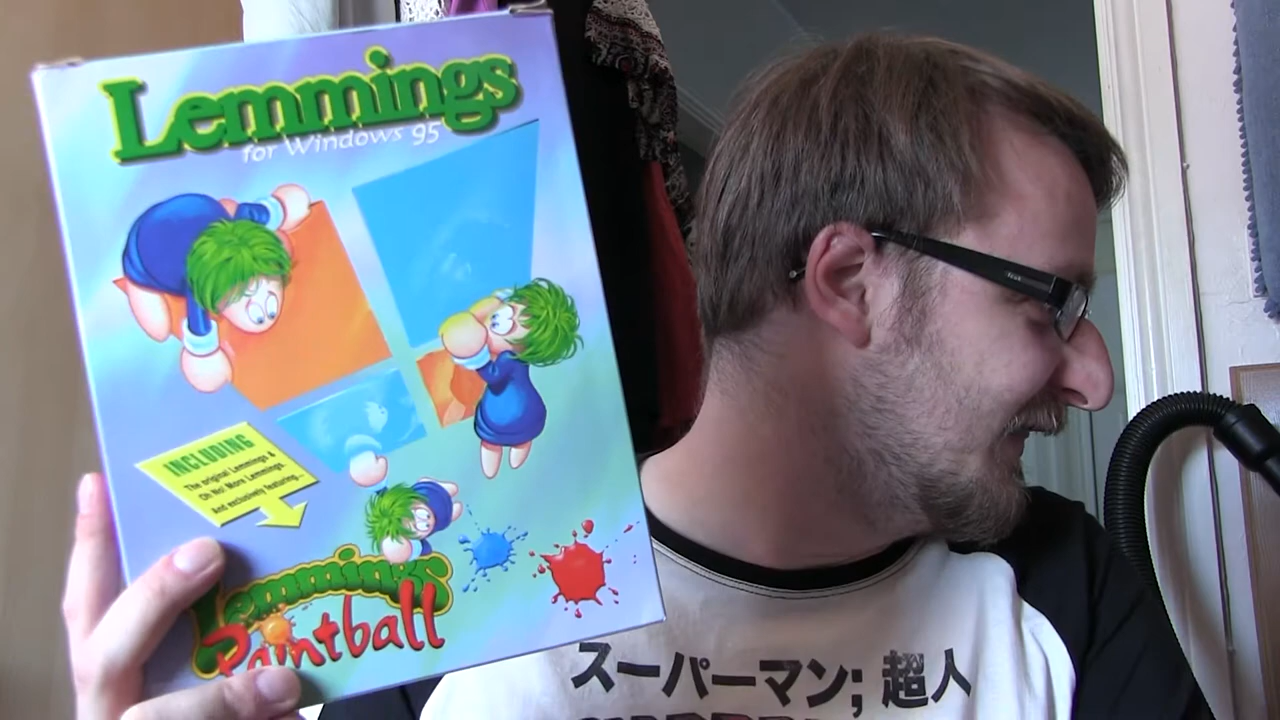 Lemmings
for Windows 95
INCLUDING
The original Lemmings &
Oh No! More Lemmings.
And exclusively featuring...
Lemmings
Paintball
スーパーマン; 超人